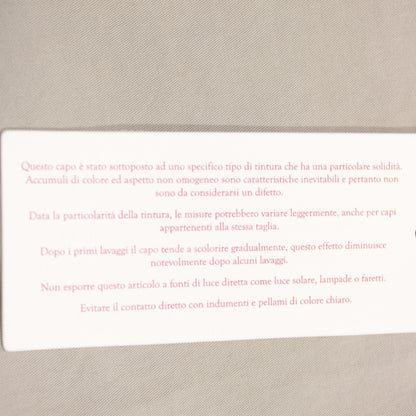 Questo capo è stato sottoposto ad uno specifico tipo di tintura che ha una particolare solidità.
Accumuli di colore ed aspetto non omogeneo sono caratteristiche inevitabili e pertanto non
sono da considerarsi un difetto.
Data la particolarità della tintura, le misure potrebbero variare leggermente, anche per capi
appartenenti alla stessa taglia.
Dopo i primi lavaggi il capo tende a scolorire gradualmente, questo effetto diminuisce
notevolmente dopo alcuni lavaggi.
Non esporre questo articolo a fonti di luce diretta come luce solare, lampade o faretti.
Evitare il contatto diretto con indumenti e pellami di colore chiaro.